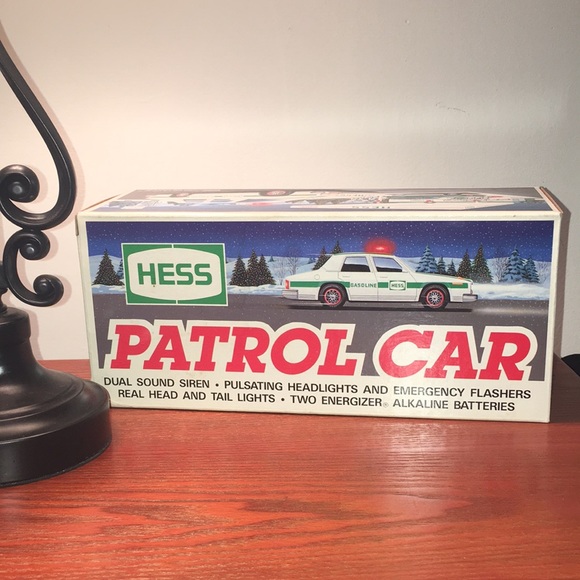 HESS
HESS
GASOLINE HESS
PATROL CAR
DUAL SOUND SIREN • PULSATING HEADLIGHTS AND EMERGENCY FLASHERS
REAL HEAD AND TAIL LIGHTS • TWO ENERGIZER® ALKALINE BATTERIES